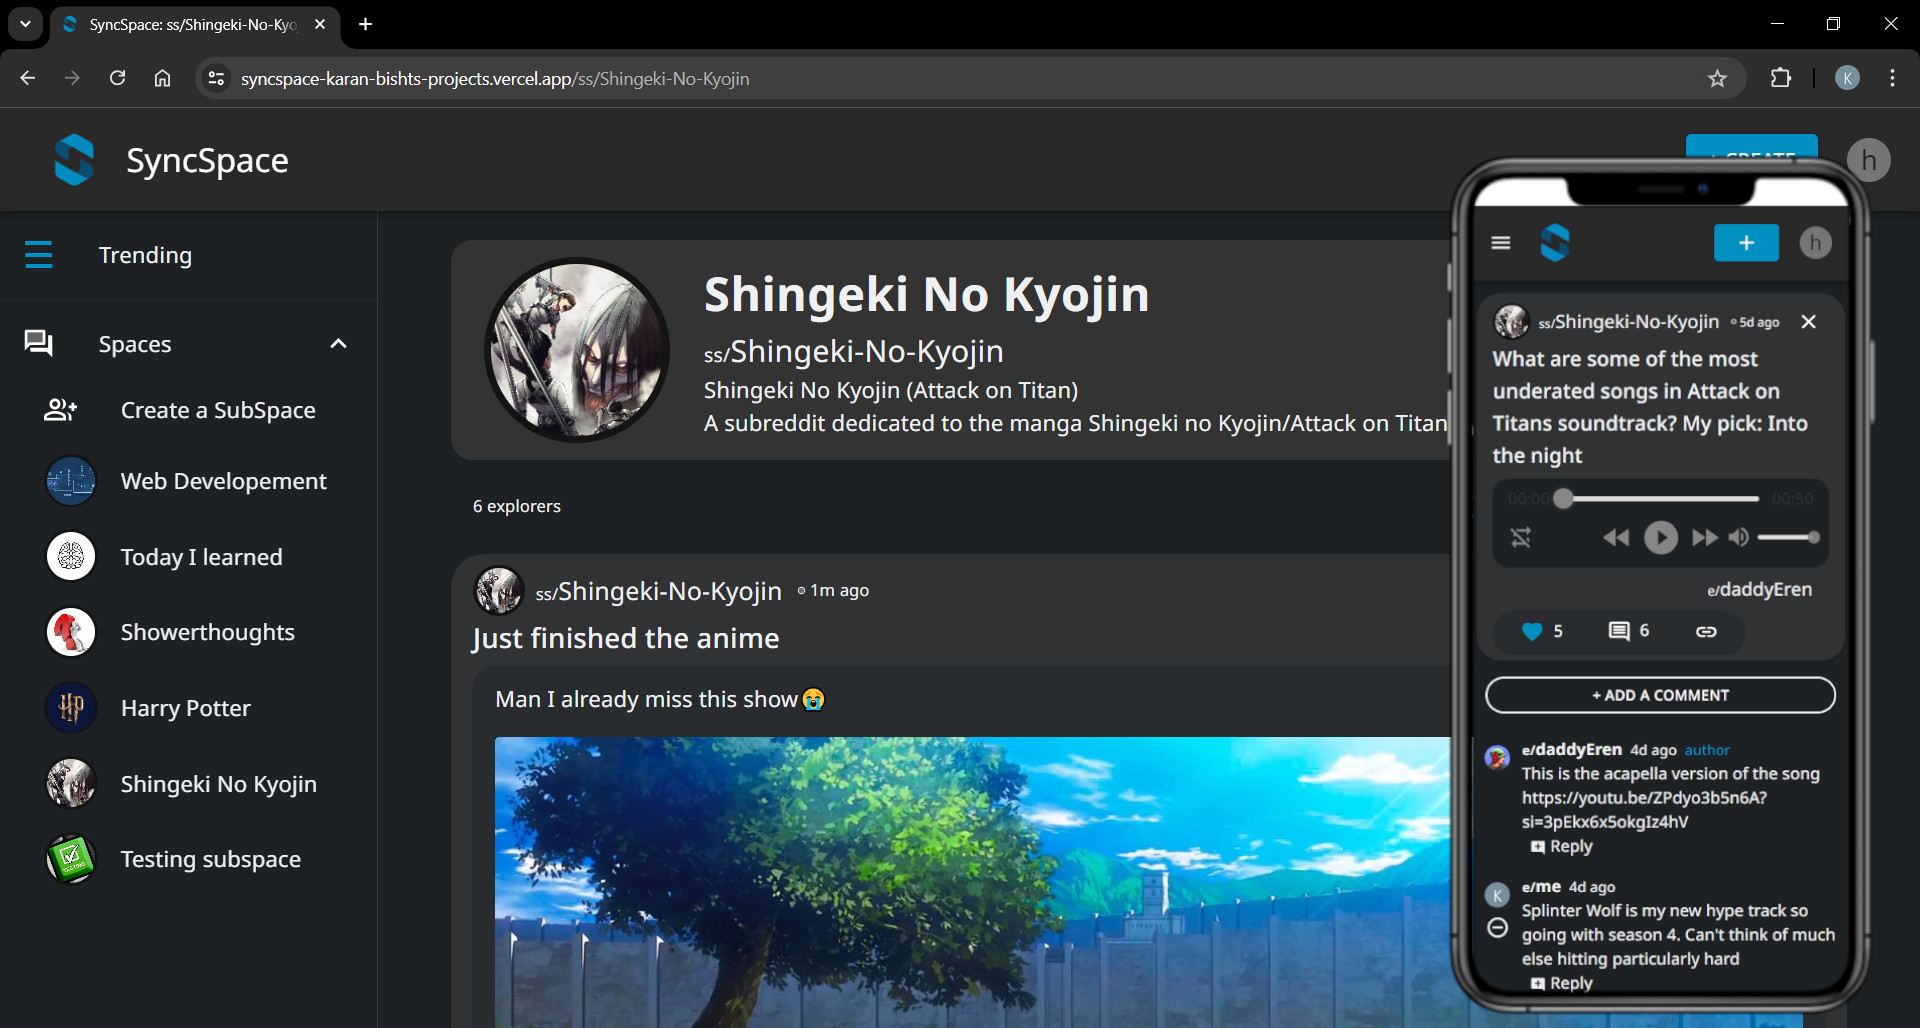 SyncSpace: ss/Shingeki-No-Kyo
syncspace-karan-bishts-projects.vercel.app/ss/Shingeki-No-Kyojin
K
SyncSpace
+ CREATE
h
Trending
Spaces
Create a SubSpace
Web Developement
Today I learned
Showerthoughts
Harry Potter
Shingeki No Kyojin
Testing subspace
Shingeki No Kyojin
ss/Shingeki-No-Kyojin
Shingeki No Kyojin (Attack on Titan)
A subreddit dedicated to the manga Shingeki no Kyojin/Attack on Titan
6 explorers
ss/Shingeki-No-Kyojin 1m ago
Just finished the anime
Man I already miss this show😭
+
h
ss/Shingeki-No-Kyojin 5d ago
What are some of the most
underated songs in Attack on
Titans soundtrack? My pick: Into
the night
00:00 00:50
e/daddyEren
5 6
+ ADD A COMMENT
e/daddyEren 4d ago author
This is the acapella version of the song
https://youtu.be/ZPdyo3b5n6A?
si=3pEkx6x5okgIz4hV
Reply
K
e/me 4d ago
Splinter Wolf is my new hype track so
going with season 4. Can't think of much
else hitting particularly hard
Reply